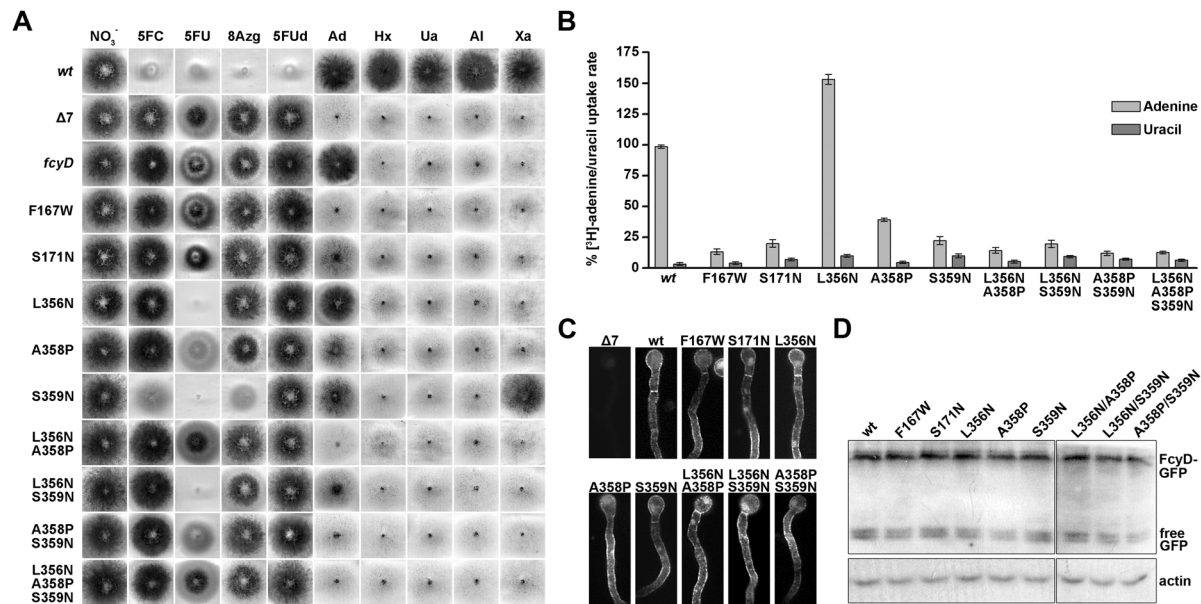 A
NO₃⁻ 5FC 5FU 8Azg 5FUd Ad Hx Ua Al Xa
wt
Δ7
fcyD
F167W
S171N
L356N
A358P
S359N
L356N
A358P
L356N
S359N
A358P
S359N
L356N
A358P
S359N
B
% [³H]-adenine/uracil uptake rate
175
150
125
100
75
50
25
0
Adenine
Uracil
wt F167W S171N L356N A358P S359N L356N L356N A358P L356N
A358P S359N S359N A358P
S359N
C
Δ7 wt F167W S171N L356N
L356N L356N A358P
A358P S359N A358P S359N S359N
D
wt F167W S171N L356N A358P S359N L356N/A358P L356N/S359N A358P/S359N
FcyD-
GFP
free
GFP
actin